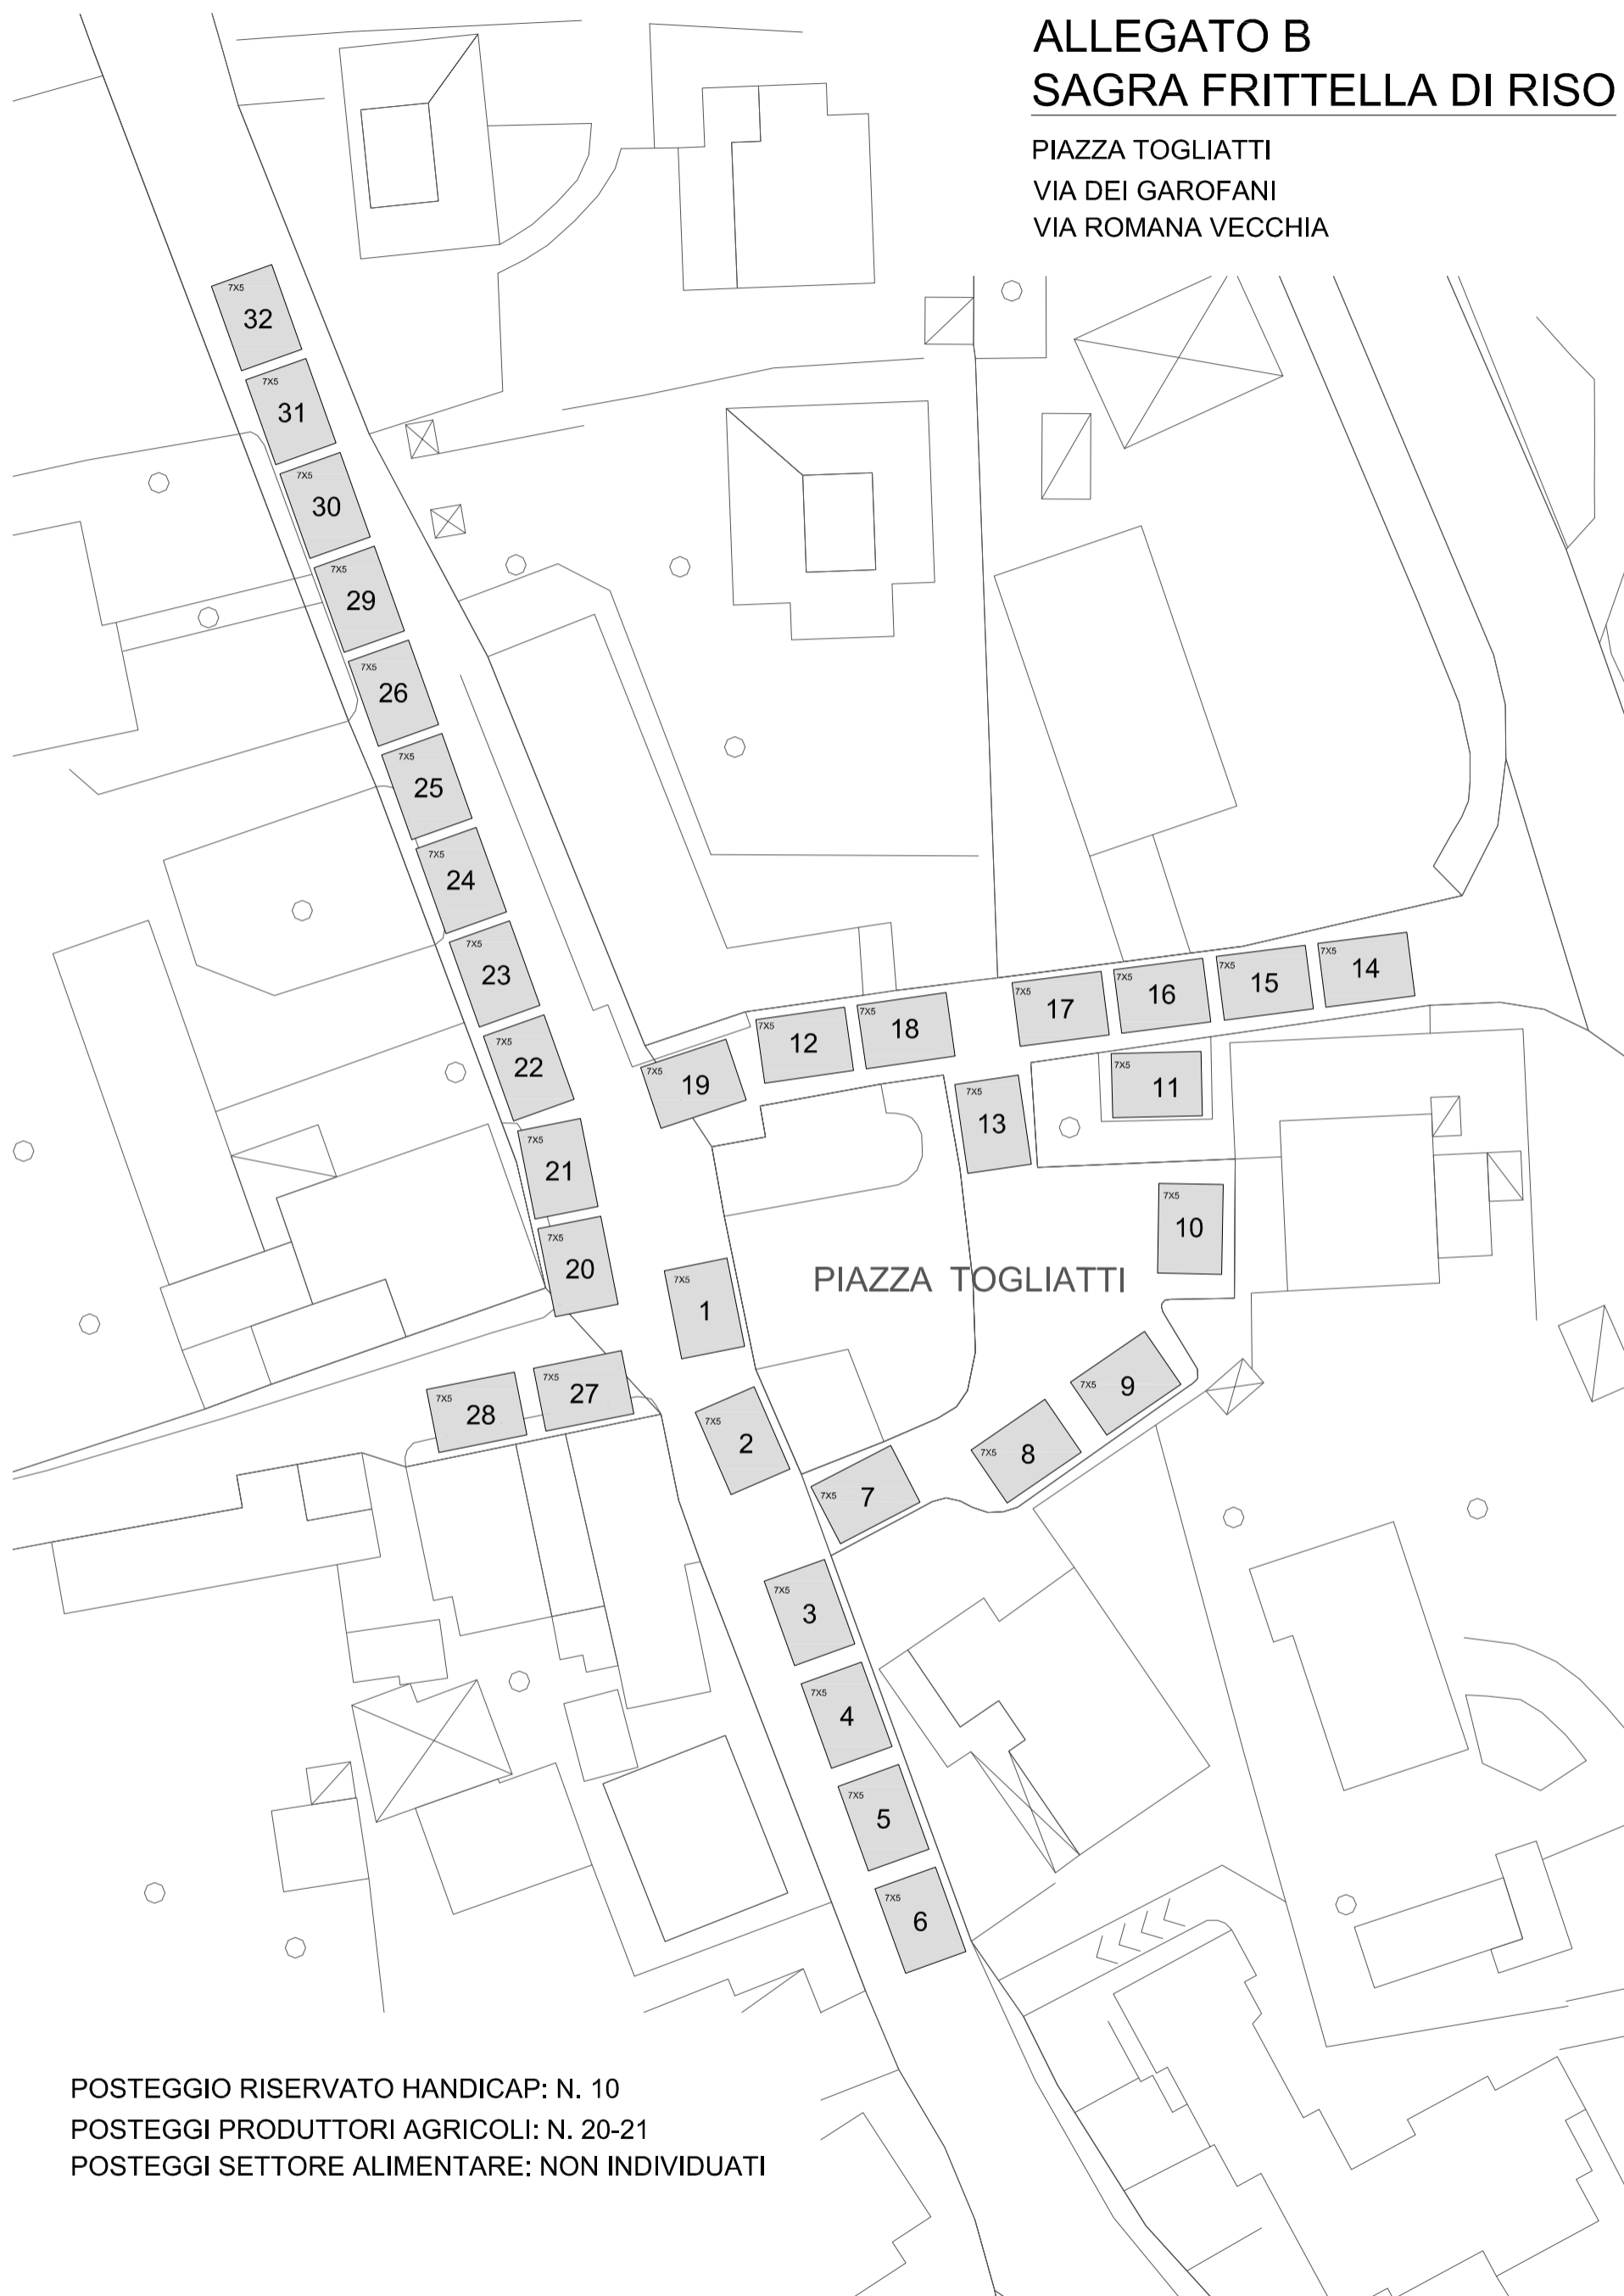 ALLEGATO B
SAGRA FRITTELLA DI RISO
PIAZZA TOGLIATTI
VIA DEI GAROFANI
VIA ROMANA VECCHIA
7X5
32
7X5
31
7X5
30
7X5
29
7X5
26
7X5
25
7X5
24
7X5
23
7X5
22
7X5
21
7X5
20
7X5
19
7X5
12
7X5
18
7X5
17
7X5
16
7X5
15
7X5
14
7X5
13
7X5
11
7X5
10
PIAZZA TOGLIATTI
7X5
1
7X5
27
7X5
28
7X5
2
7X5
9
7X5
8
7X5
7
7X5
3
7X5
4
7X5
5
7X5
6
POSTEGGIO RISERVATO HANDICAP: N. 10
POSTEGGI PRODUTTORI AGRICOLI: N. 20-21
POSTEGGI SETTORE ALIMENTARE: NON INDIVIDUATI